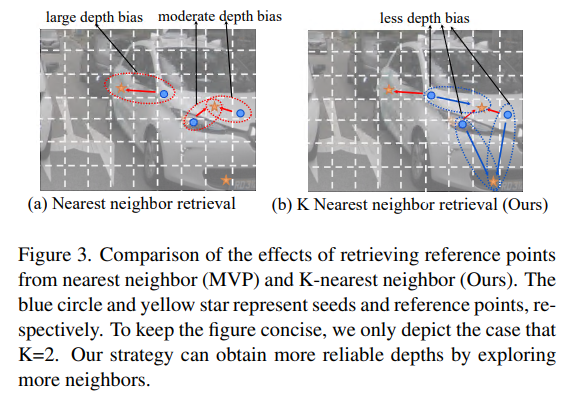 large depth bias moderate depth bias less depth bias
(a) Nearest neighbor retrieval (b) K Nearest neighbor retrieval (Ours)
Figure 3. Comparison of the effects of retrieving reference points
from nearest neighbor (MVP) and K-nearest neighbor (Ours). The
blue circle and yellow star represent seeds and reference points, re-
spectively. To keep the figure concise, we only depict the case that
K=2. Our strategy can obtain more reliable depths by exploring
more neighbors.